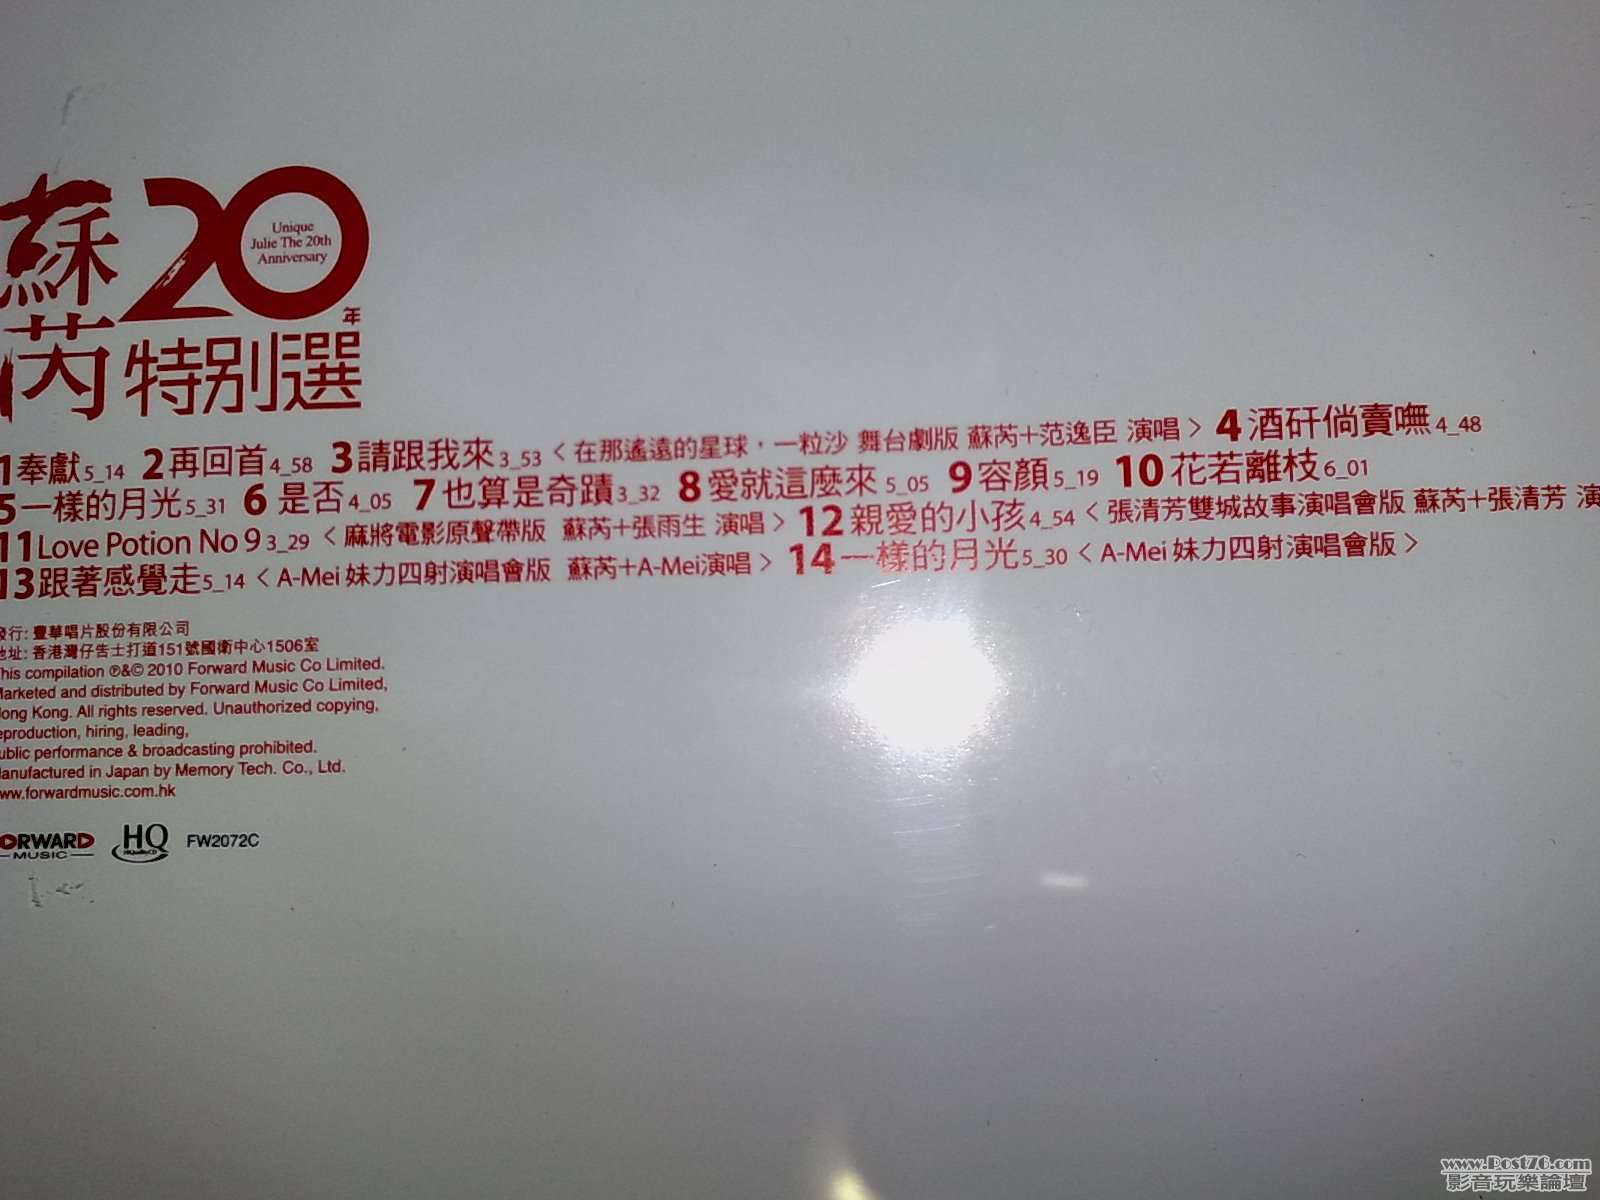 蘇芮
20年
Unique
Julie The 20th
Anniversary
特別選
1奉獻5_14 2再回首4_58 3請跟我來3_53 < 在那遙遠的星球，一粒沙 舞台劇版 蘇芮+范逸臣 演唱 > 4酒矸倘賣嘸4_48
5一樣的月光5_31 6是否4_05 7也算是奇蹟3_32 8愛就這麼來5_05 9容顏5_19 10花若離枝6_01
11Love Potion No 9 3_29 < 麻將電影原聲帶版 蘇芮+張雨生 演唱 > 12親愛的小孩4_54 < 張清芳雙城故事演唱會版 蘇芮+張清芳 演
13跟著感覺走5_14 < A-Mei 妹力四射演唱會版 蘇芮+A-Mei演唱 > 14一樣的月光5_30 < A-Mei 妹力四射演唱會版 >
發行: 豐華唱片股份有限公司
地址: 香港灣仔告士打道151號國衛中心1506室
This compilation ℗&© 2010 Forward Music Co Limited.
Marketed and distributed by Forward Music Co Limited,
Hong Kong. All rights reserved. Unauthorized copying,
reproduction, hiring, leading,
public performance & broadcasting prohibited.
Manufactured in Japan by Memory Tech. Co., Ltd.
www.forwardmusic.com.hk
FORWARD MUSIC HQ HiQualityCD FW2072C
www.Post76.com
影音玩樂論壇